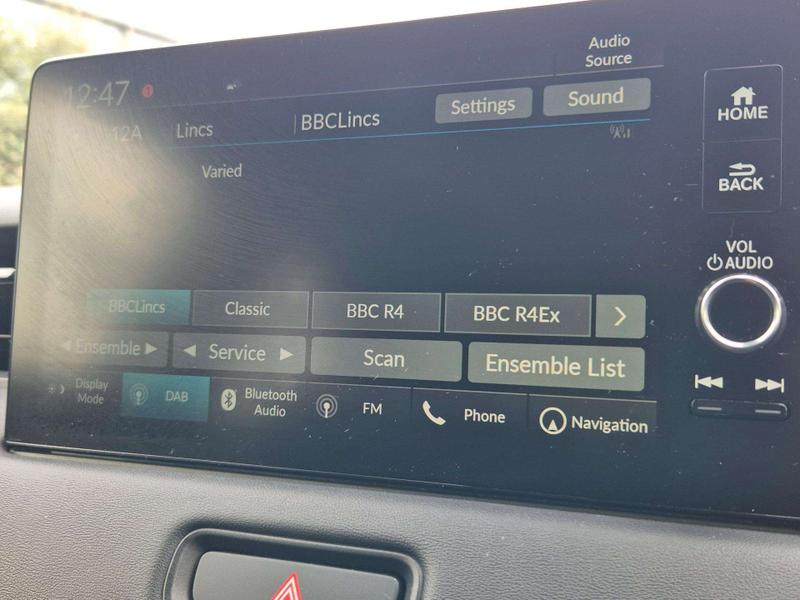 Audio
Source
12:47
Settings
Sound
12A
Lincs
BBCLincs
Varied
HOME
BACK
VOL
AUDIO
BBCLincs
Classic
BBC R4
BBC R4Ex
Ensemble
Service
Scan
Ensemble List
Display
Mode
DAB
Bluetooth
Audio
FM
Phone
Navigation